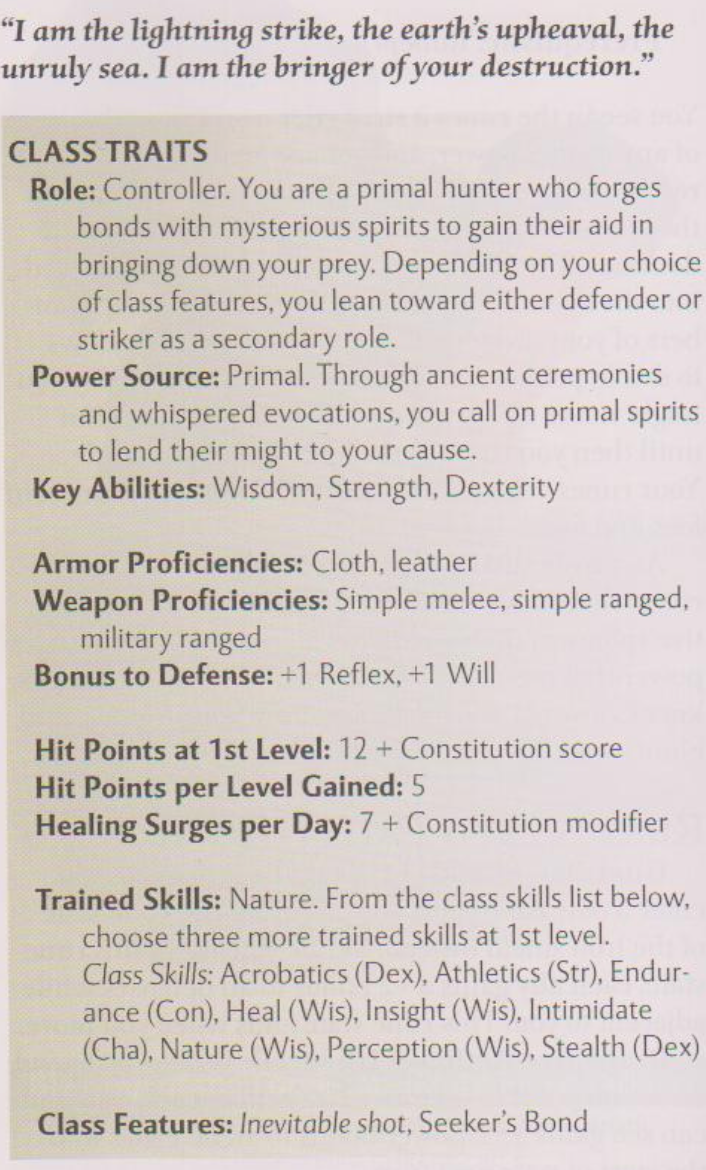 “I am the lightning strike, the earth’s upheaval, the
unruly sea. I am the bringer of your destruction.”
CLASS TRAITS
Role: Controller. You are a primal hunter who forges
bonds with mysterious spirits to gain their aid in
bringing down your prey. Depending on your choice
of class features, you lean toward either defender or
striker as a secondary role.
Power Source: Primal. Through ancient ceremonies
and whispered evocations, you call on primal spirits
to lend their might to your cause.
Key Abilities: Wisdom, Strength, Dexterity
Armor Proficiencies: Cloth, leather
Weapon Proficiencies: Simple melee, simple ranged,
military ranged
Bonus to Defense: +1 Reflex, +1 Will
Hit Points at 1st Level: 12 + Constitution score
Hit Points per Level Gained: 5
Healing Surges per Day: 7 + Constitution modifier
Trained Skills: Nature. From the class skills list below,
choose three more trained skills at 1st level.
Class Skills: Acrobatics (Dex), Athletics (Str), Endur-
ance (Con), Heal (Wis), Insight (Wis), Intimidate
(Cha), Nature (Wis), Perception (Wis), Stealth (Dex)
Class Features: Inevitable shot, Seeker’s Bond